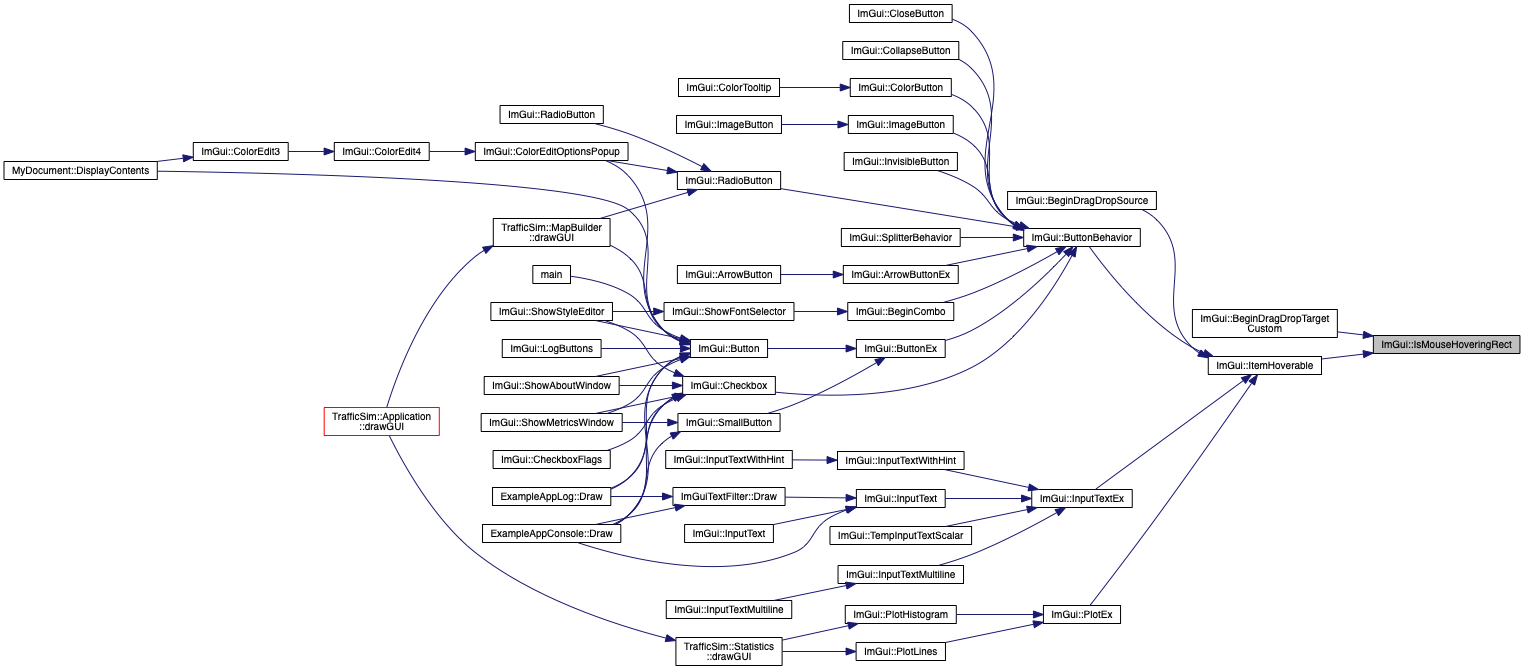 ImGui::CloseButton
ImGui::CollapseButton
ImGui::ColorTooltip
ImGui::ColorButton
ImGui::RadioButton
ImGui::ImageButton
ImGui::ImageButton
ImGui::ColorEdit3
ImGui::ColorEdit4
ImGui::ColorEditOptionsPopup
ImGui::InvisibleButton
MyDocument::DisplayContents
ImGui::RadioButton
ImGui::BeginDragDropSource
TrafficSim::MapBuilder
::drawGUI
ImGui::SplitterBehavior
ImGui::ButtonBehavior
main
ImGui::ArrowButton
ImGui::ArrowButtonEx
ImGui::ShowStyleEditor
ImGui::ShowFontSelector
ImGui::BeginCombo
ImGui::BeginDragDropTarget
Custom
ImGui::LogButtons
ImGui::Button
ImGui::ButtonEx
ImGui::IsMouseHoveringRect
ImGui::ItemHoverable
ImGui::ShowAboutWindow
ImGui::Checkbox
TrafficSim::Application
::drawGUI
ImGui::ShowMetricsWindow
ImGui::SmallButton
ImGui::CheckboxFlags
ImGui::InputTextWithHint
ImGui::InputTextWithHint
ExampleAppLog::Draw
ImGuiTextFilter::Draw
ImGui::InputText
ImGui::InputTextEx
ExampleAppConsole::Draw
ImGui::InputText
ImGui::TempInputTextScalar
ImGui::InputTextMultiline
ImGui::InputTextMultiline
ImGui::PlotHistogram
ImGui::PlotEx
TrafficSim::Statistics
::drawGUI
ImGui::PlotLines